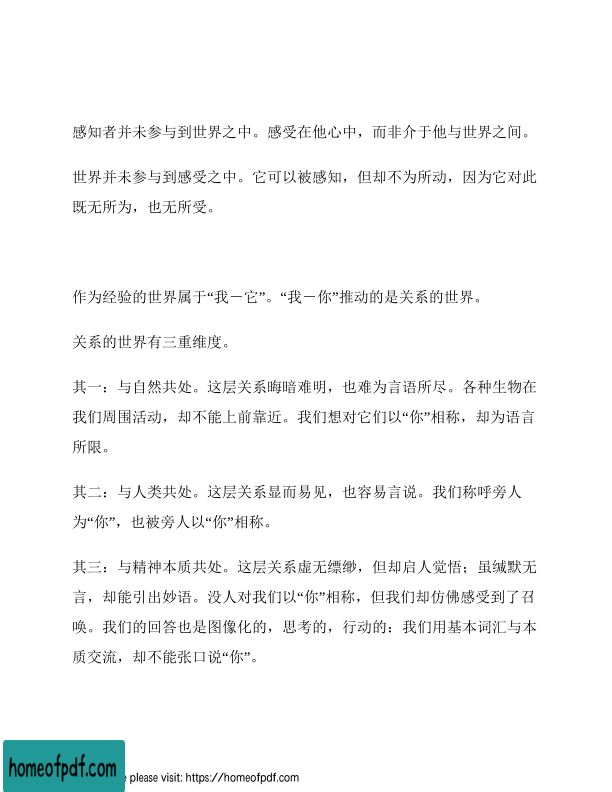 感知者并未参与到世界之中。感受在他心中，而非介于他与世界之间。
世界并未参与到感受之中。它可以被感知，但却不为所动，因为它对此
既无所为，也无所受。
作为经验的世界属于“我－它”。“我－你”推动的是关系的世界。
关系的世界有三重维度。
其一：与自然共处。这层关系晦暗难明，也难为言语所尽。各种生物在
我们周围活动，却不能上前靠近。我们想对它们以“你”相称，却为语言
所限。
其二：与人类共处。这层关系显而易见，也容易言说。我们称呼旁人
为“你”，也被旁人以“你”相称。
其三：与精神本质共处。这层关系虚无缥缈，但却启人觉悟；虽缄默无
言，却能引出妙语。没人对我们以“你”相称，但我们却仿佛感受到了召
唤。我们的回答也是图像化的，思考的，行动的：我们用基本词汇与本
质交流，却不能张口说“你”。
homeofpdf.com
please visit: https://homeofpdf.com